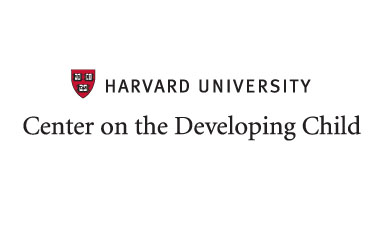 HARVARD UNIVERSITY
Center on the Developing Child